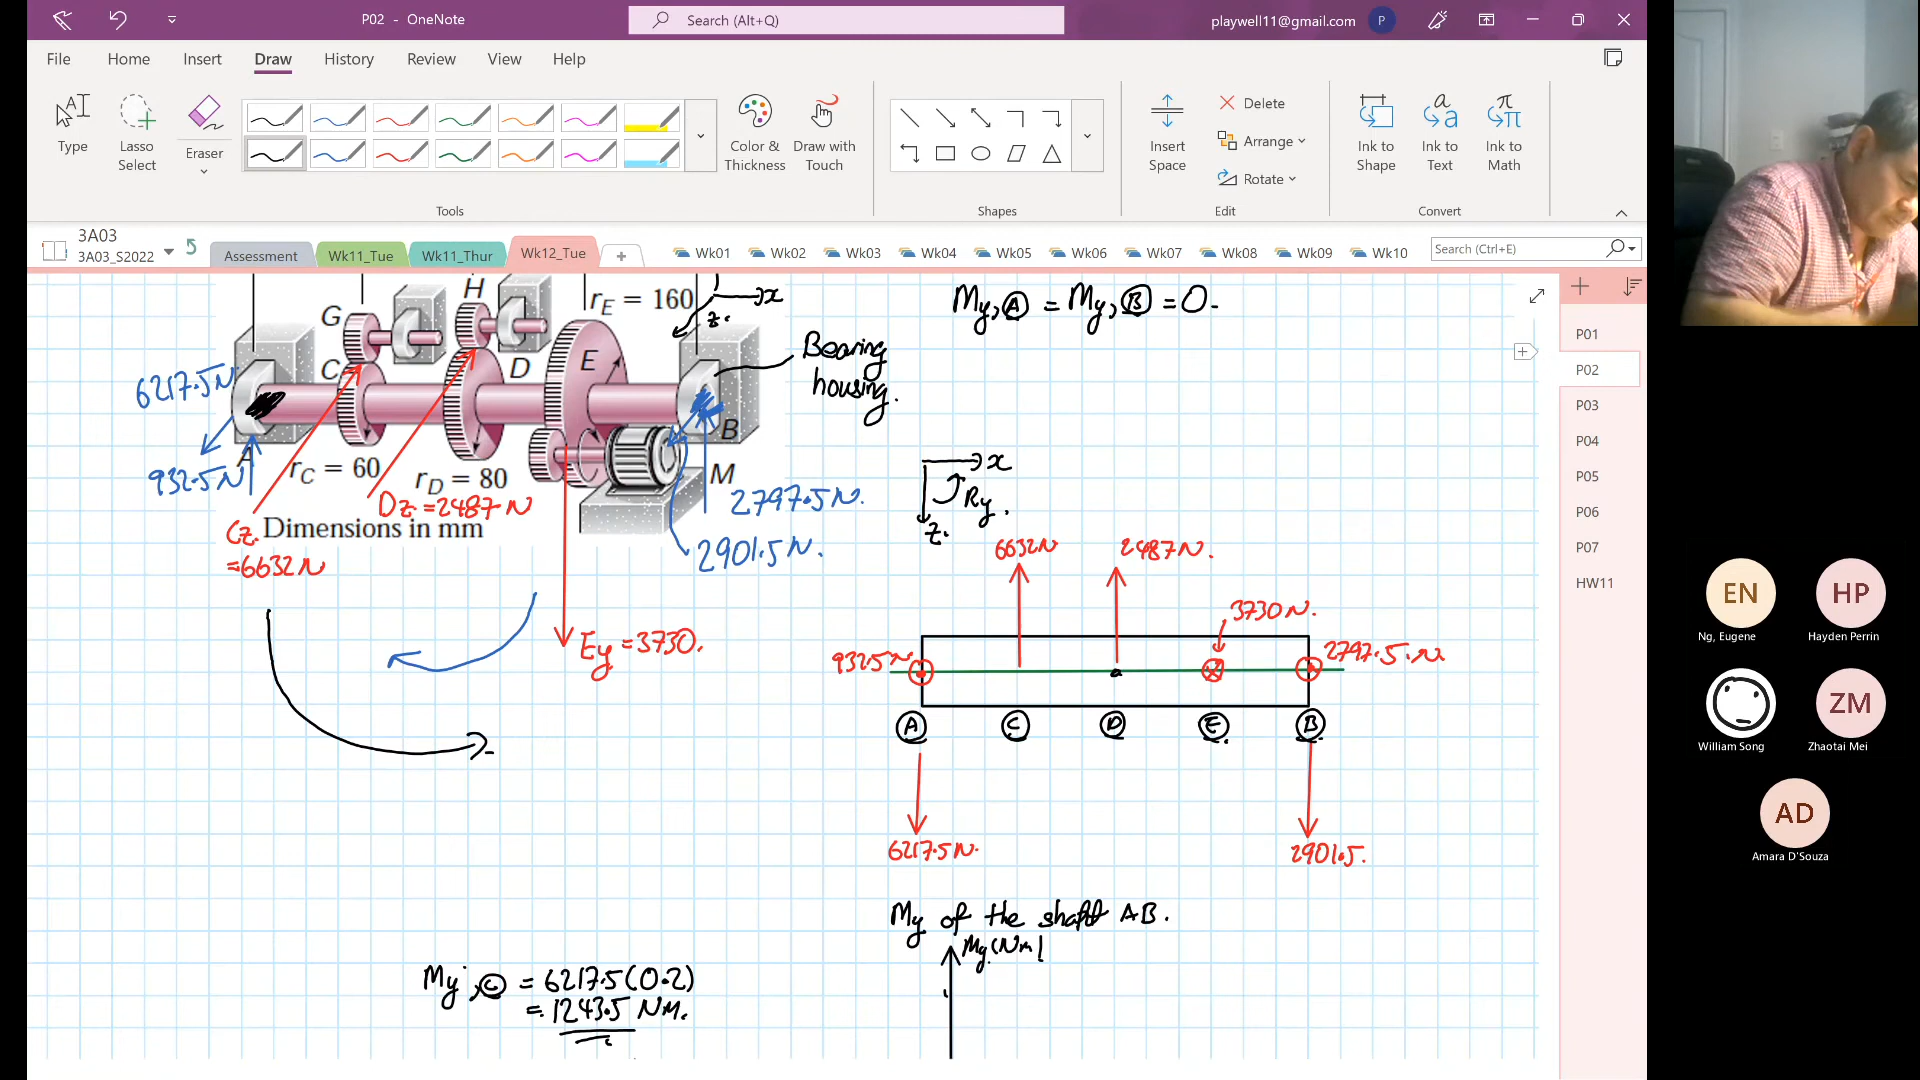 P02 - OneNote
Search (Alt+Q)
playwell11@gmail.com
P
File
Home
Insert
Draw
History
Review
View
Help
Type
Lasso
Select
Eraser
Color &
Thickness
Draw with
Touch
Insert
Space
Delete
Arrange
Rotate
Ink to
Shape
Ink to
Text
Ink to
Math
Tools
Shapes
Edit
Convert
3A03
3A03_S2022
Assessment
Wk11_Tue
Wk11_Thur
Wk12_Tue
Wk01
Wk02
Wk03
Wk04
Wk05
Wk06
Wk07
Wk08
Wk09
Wk10
Search (Ctrl+E)
P01
P02
P03
P04
P05
P06
P07
HW11
G
H
C
D
E
A
B
M
rE = 160
rC = 60
rD = 80
Dimensions in mm
x
z.
6217.5N
932.5N
Cz.
=6632N
Dz =2487N
Ey =3730.
2797.5N.
2901.5N.
Bearing
housing.
My,Ⓐ = My,Ⓑ = 0.
x
Ry.
z.
6632N
2487N.
3730N.
932.5N
2797.5.N.
A
C
D
E
B
6217.5N.
2901.5.
My of the shaft AB.
My(Nm)
My,Ⓒ = 6217.5(0.2)
= 1243.5 Nm.
EN
HP
Ng, Eugene
Hayden Perrin
ZM
William Song
Zhaotai Mei
AD
Amara D'Souza